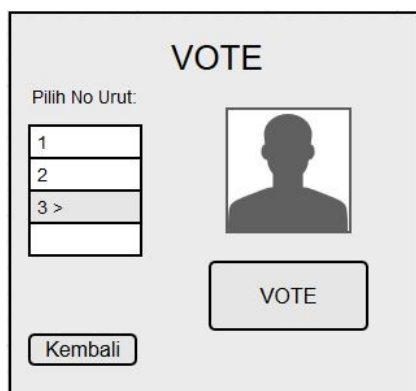 VOTE
Pilih No Urut:
1
2
3 >
VOTE
Kembali